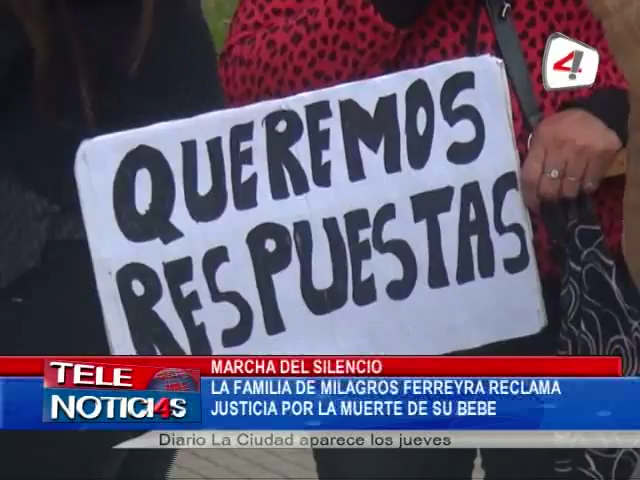 4!
QUEREMOS
RESPUESTAS
MARCHA DEL SILENCIO
TELE
NOTICI4S
LA FAMILIA DE MILAGROS FERREYRA RECLAMA
JUSTICIA POR LA MUERTE DE SU BEBE
Diario La Ciudad aparece los jueves